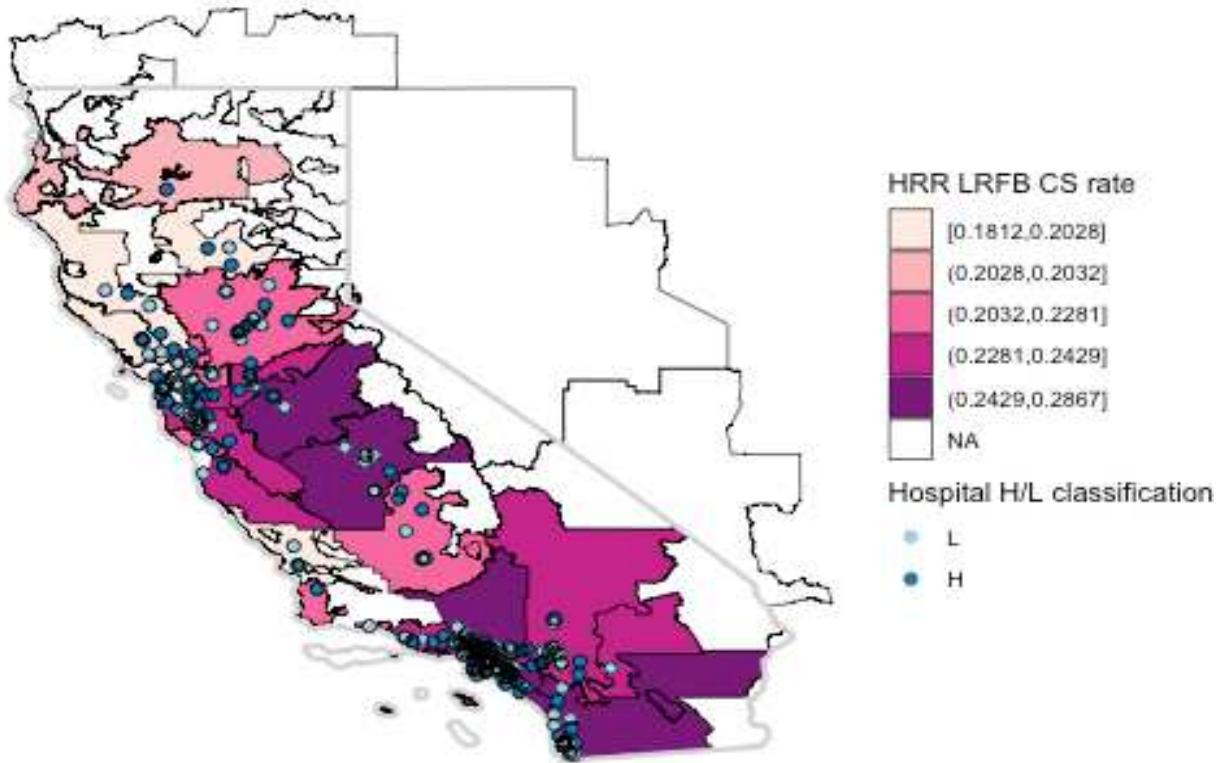 HRR LRFB CS rate
[0.1812,0.2028]
(0.2028,0.2032]
(0.2032,0.2281]
(0.2281,0.2429]
(0.2429,0.2867]
NA
Hospital H/L classification
L
H